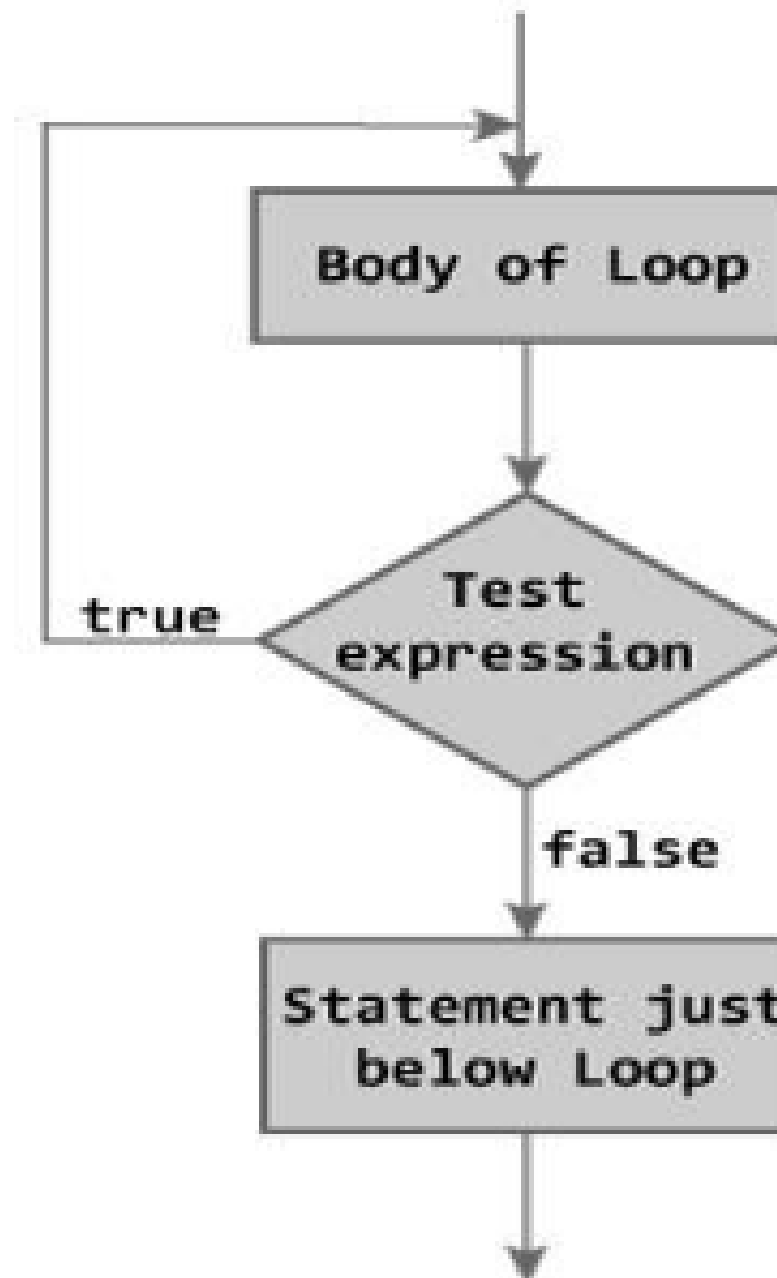 Body of Loop
Test
expression
true
false
Statement just
below Loop